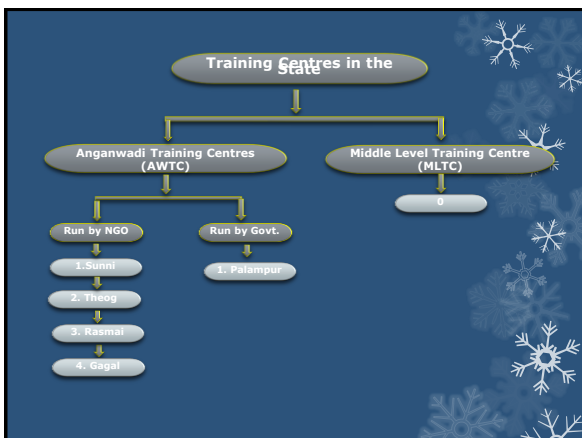 Training Centres in the
State
Anganwadi Training Centres
(AWTC)
Middle Level Training Centre
(MLTC)
0
Run by NGO
Run by Govt.
1.Sunni
1. Palampur
2. Theog
3. Rasmai
4. Gagal